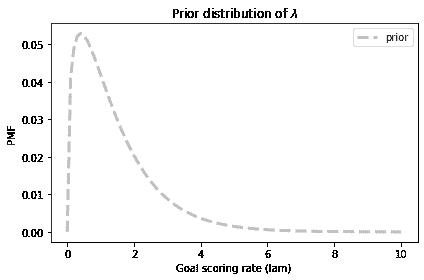 Prior distribution of λ
prior
0.05
0.04
0.03
0.02
0.01
0.00
PMF
0 2 4 6 8 10
Goal scoring rate (lam)